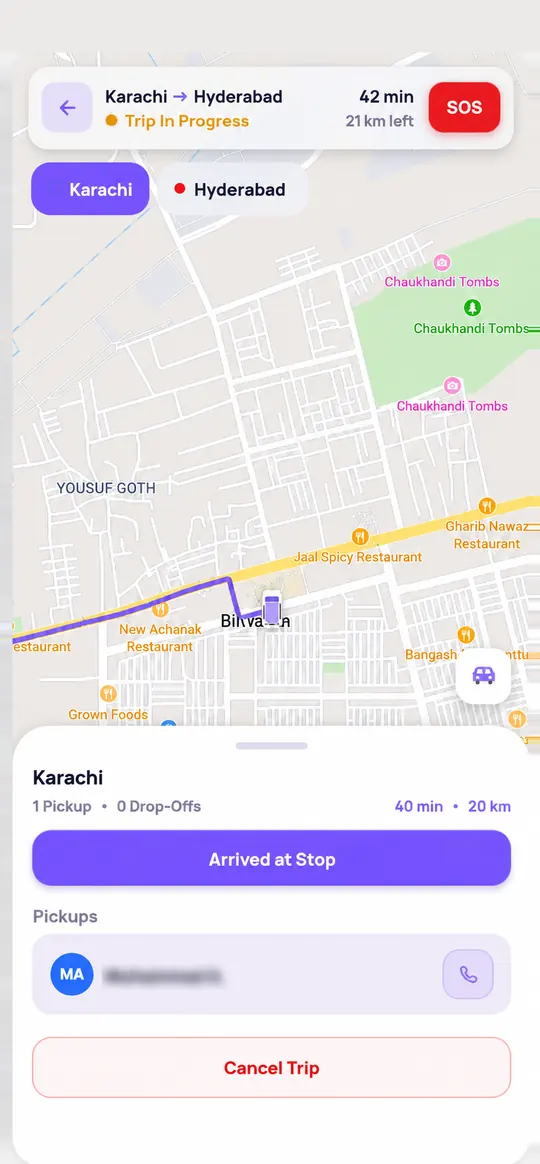 Karachi → Hyderabad
42 min
Trip In Progress
21 km left
SOS
Karachi
Hyderabad
Chaukhandi Tombs
Chaukhandi Tombs
Chaukhandi Tombs
YOUSUF GOTH
Gharib Nawaz
Restaurant
Jaal Spicy Restaurant
New Achanak
Restaurant
estaurant
Bangash
Grown Foods
Karachi
1 Pickup • 0 Drop-Offs
40 min • 20 km
Arrived at Stop
Pickups
MA
Cancel Trip